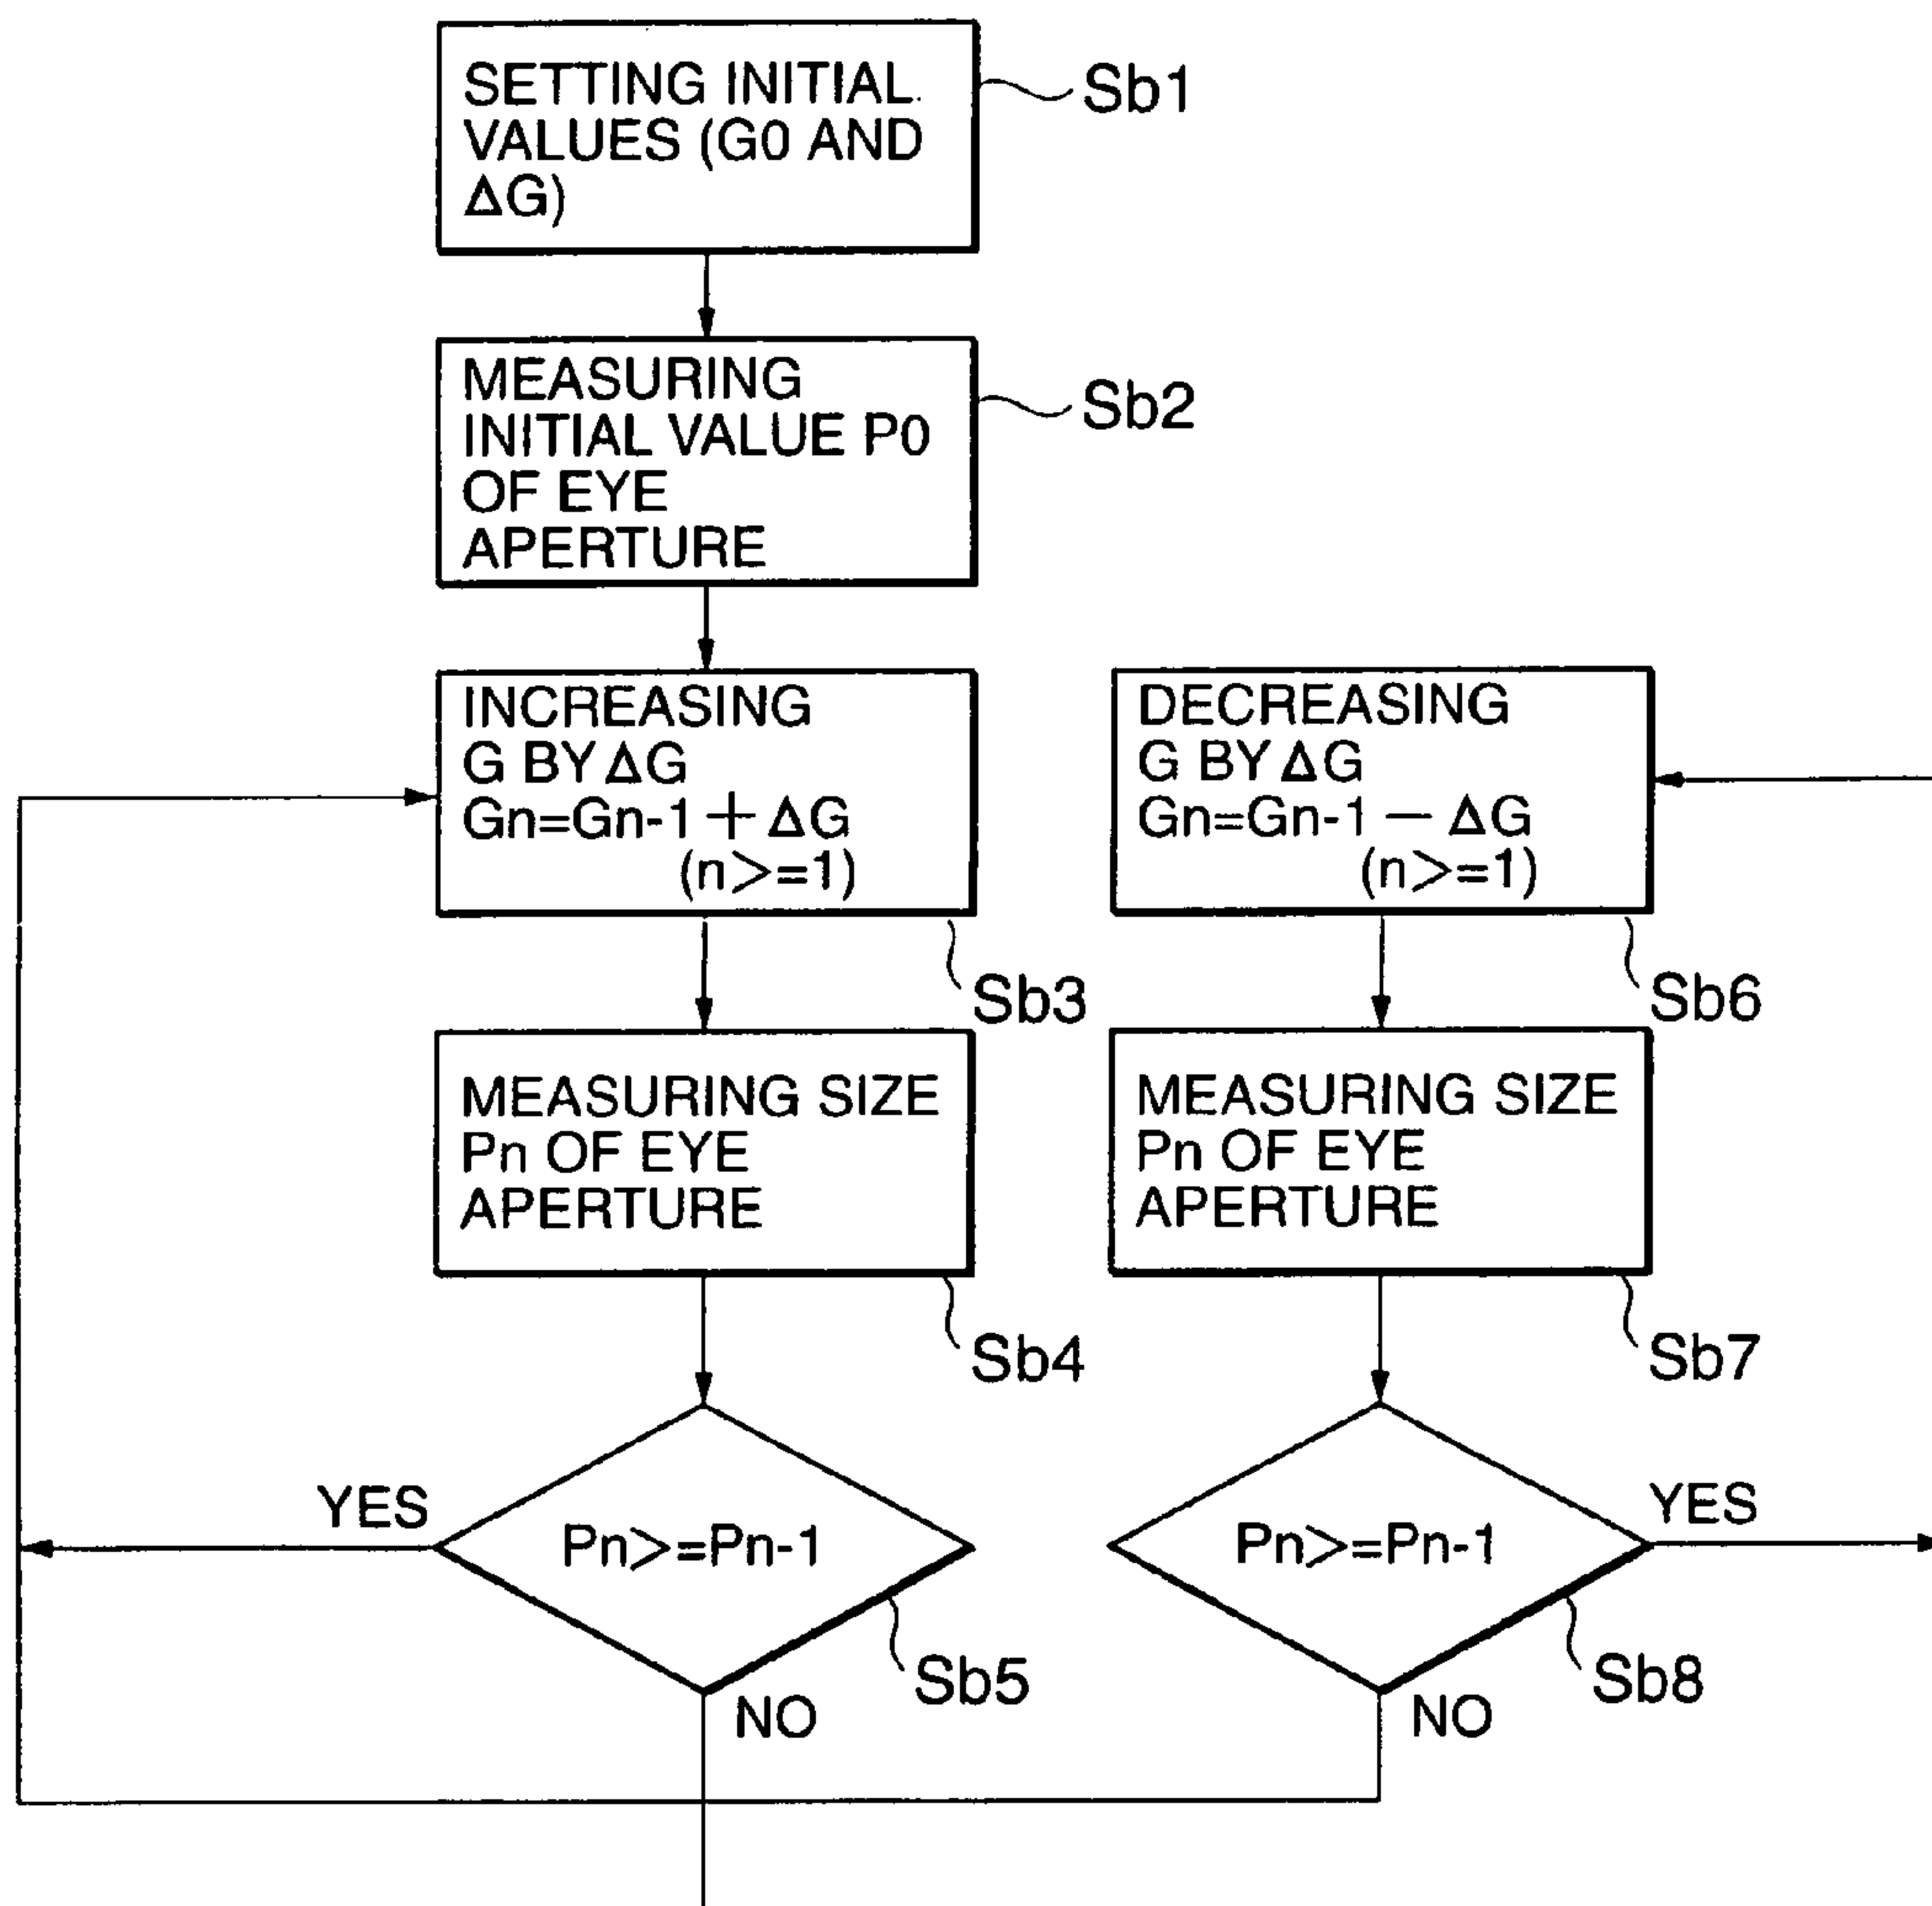 SETTING INITIAL
VALUES (G0 AND
ΔG)
Sb1
MEASURING
INITIAL VALUE P0
OF EYE
APERTURE
Sb2
INCREASING
G BY ΔG
Gn=Gn-1 + ΔG
(n>=1)
Sb3
DECREASING
G BY ΔG
Gn=Gn-1 − ΔG
(n>=1)
Sb6
MEASURING SIZE
Pn OF EYE
APERTURE
Sb4
MEASURING SIZE
Pn OF EYE
APERTURE
Sb7
YES
Pn>=Pn-1
Sb5
NO
Pn>=Pn-1
YES
Sb8
NO